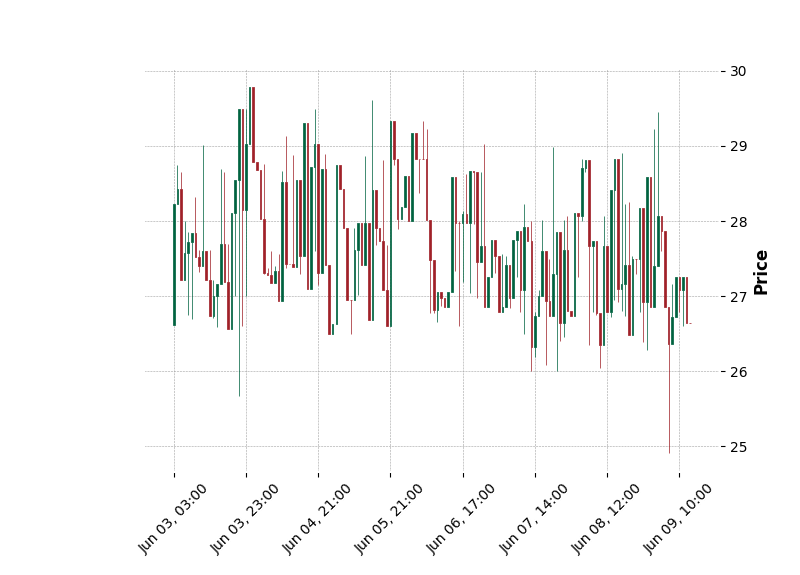 30
29
28
27
26
25
Price
Jun 03, 03:00
Jun 03, 23:00
Jun 04, 21:00
Jun 05, 21:00
Jun 06, 17:00
Jun 07, 14:00
Jun 08, 12:00
Jun 09, 10:00